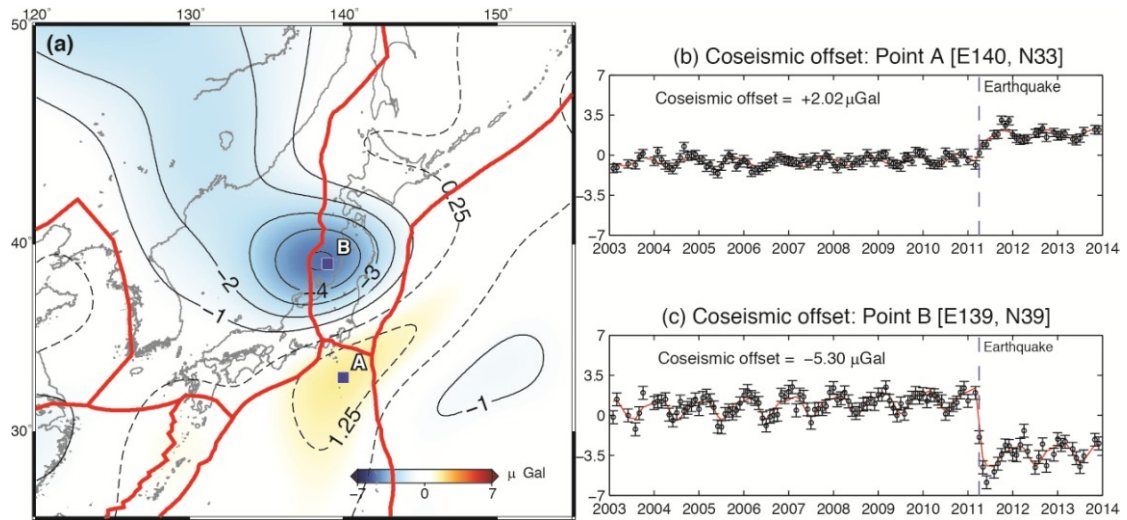 120° 130° 140° 150°
50°
40°
30°
(a)
0.25
B
−2
−3
−4
−1
A
1.25
−1
μ Gal
−7 0 7
(b) Coseismic offset: Point A [E140, N33]
7
3.5
0
−3.5
−7
Coseismic offset = +2.02 μGal
Earthquake
2003 2004 2005 2006 2007 2008 2009 2010 2011 2012 2013 2014
(c) Coseismic offset: Point B [E139, N39]
7
3.5
0
−3.5
−7
Coseismic offset = −5.30 μGal
Earthquake
2003 2004 2005 2006 2007 2008 2009 2010 2011 2012 2013 2014